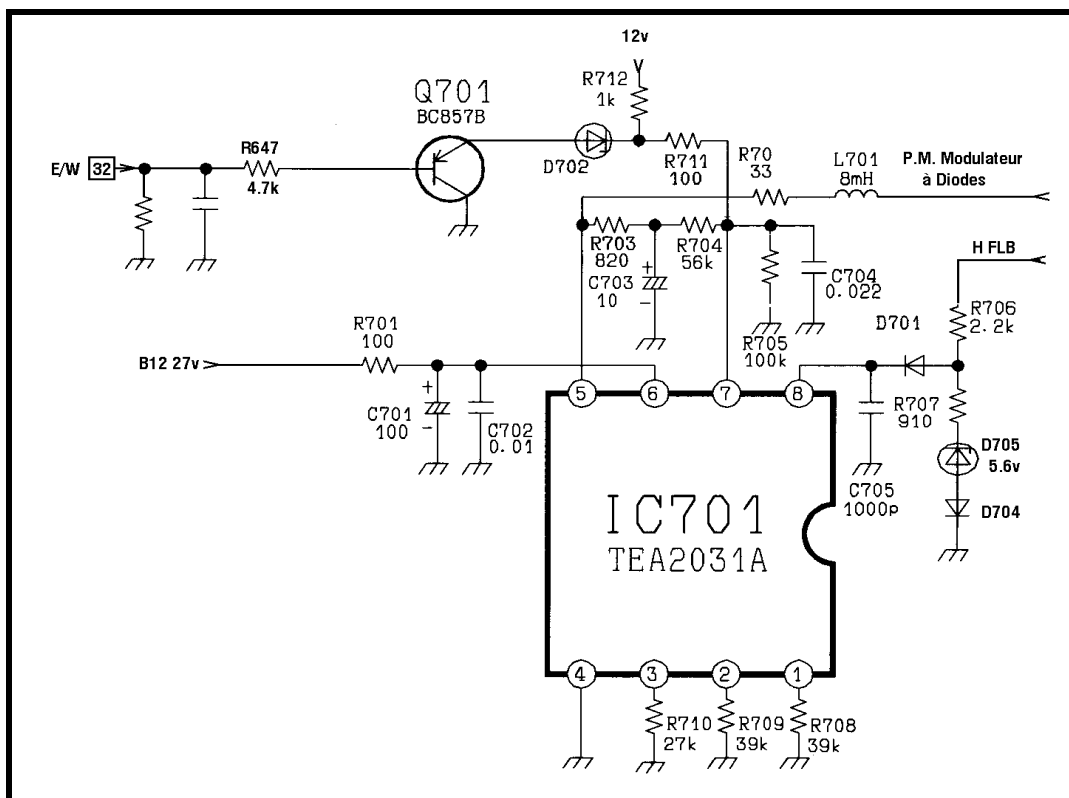 12v
R712
1k
Q701
BC857B
R647
4.7k
E/W 32
D702
R711
100
R70
33
L701
8mH
P.M. Modulateur
à Diodes
H FLB
R703
820
R704
56k
+
C703
10
-
C704
0.022
R705
100k
D701
R706
2.2k
R701
100
B12 27v
+
C701
100
-
C702
0.01
5
6
7
8
R707
910
D705
5.6v
C705
1000p
D704
IC701
TEA2031A
4
3
2
1
R710
27k
R709
39k
R708
39k